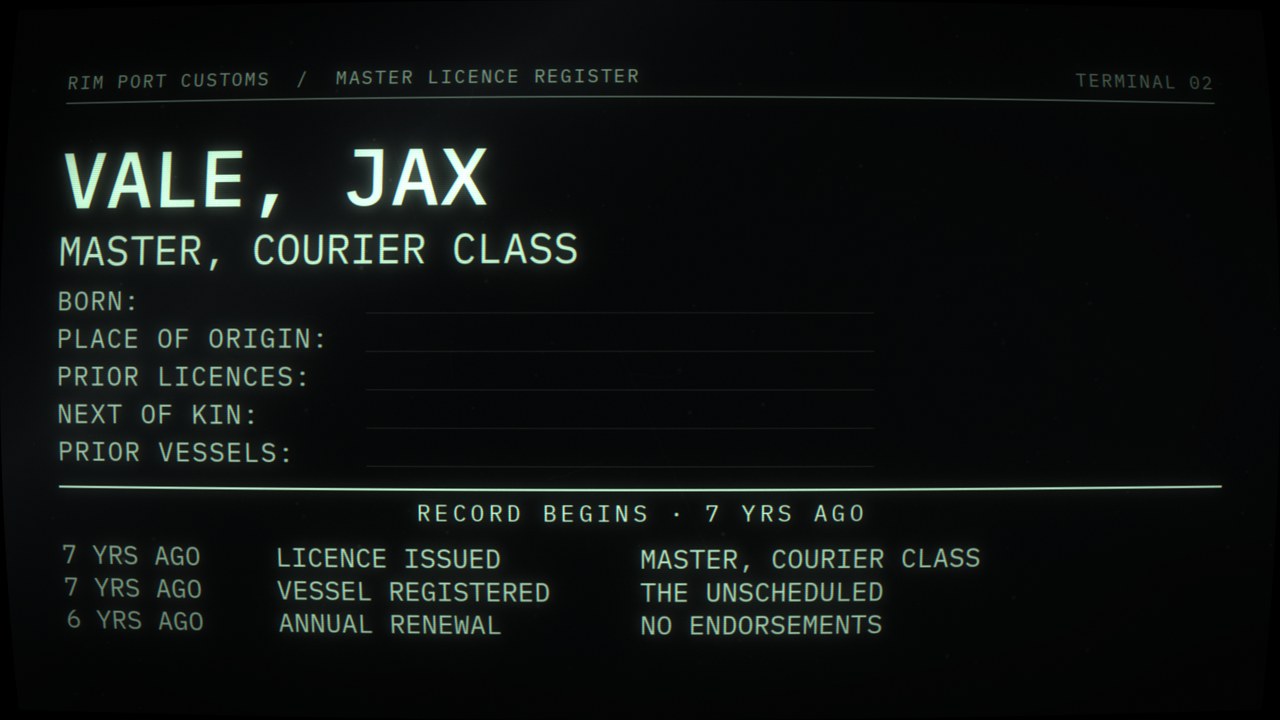 RIM PORT CUSTOMS / MASTER LICENCE REGISTER TERMINAL 02
VALE, JAX
MASTER, COURIER CLASS
BORN:
PLACE OF ORIGIN:
PRIOR LICENCES:
NEXT OF KIN:
PRIOR VESSELS:
RECORD BEGINS · 7 YRS AGO
7 YRS AGO LICENCE ISSUED MASTER, COURIER CLASS
7 YRS AGO VESSEL REGISTERED THE UNSCHEDULED
6 YRS AGO ANNUAL RENEWAL NO ENDORSEMENTS